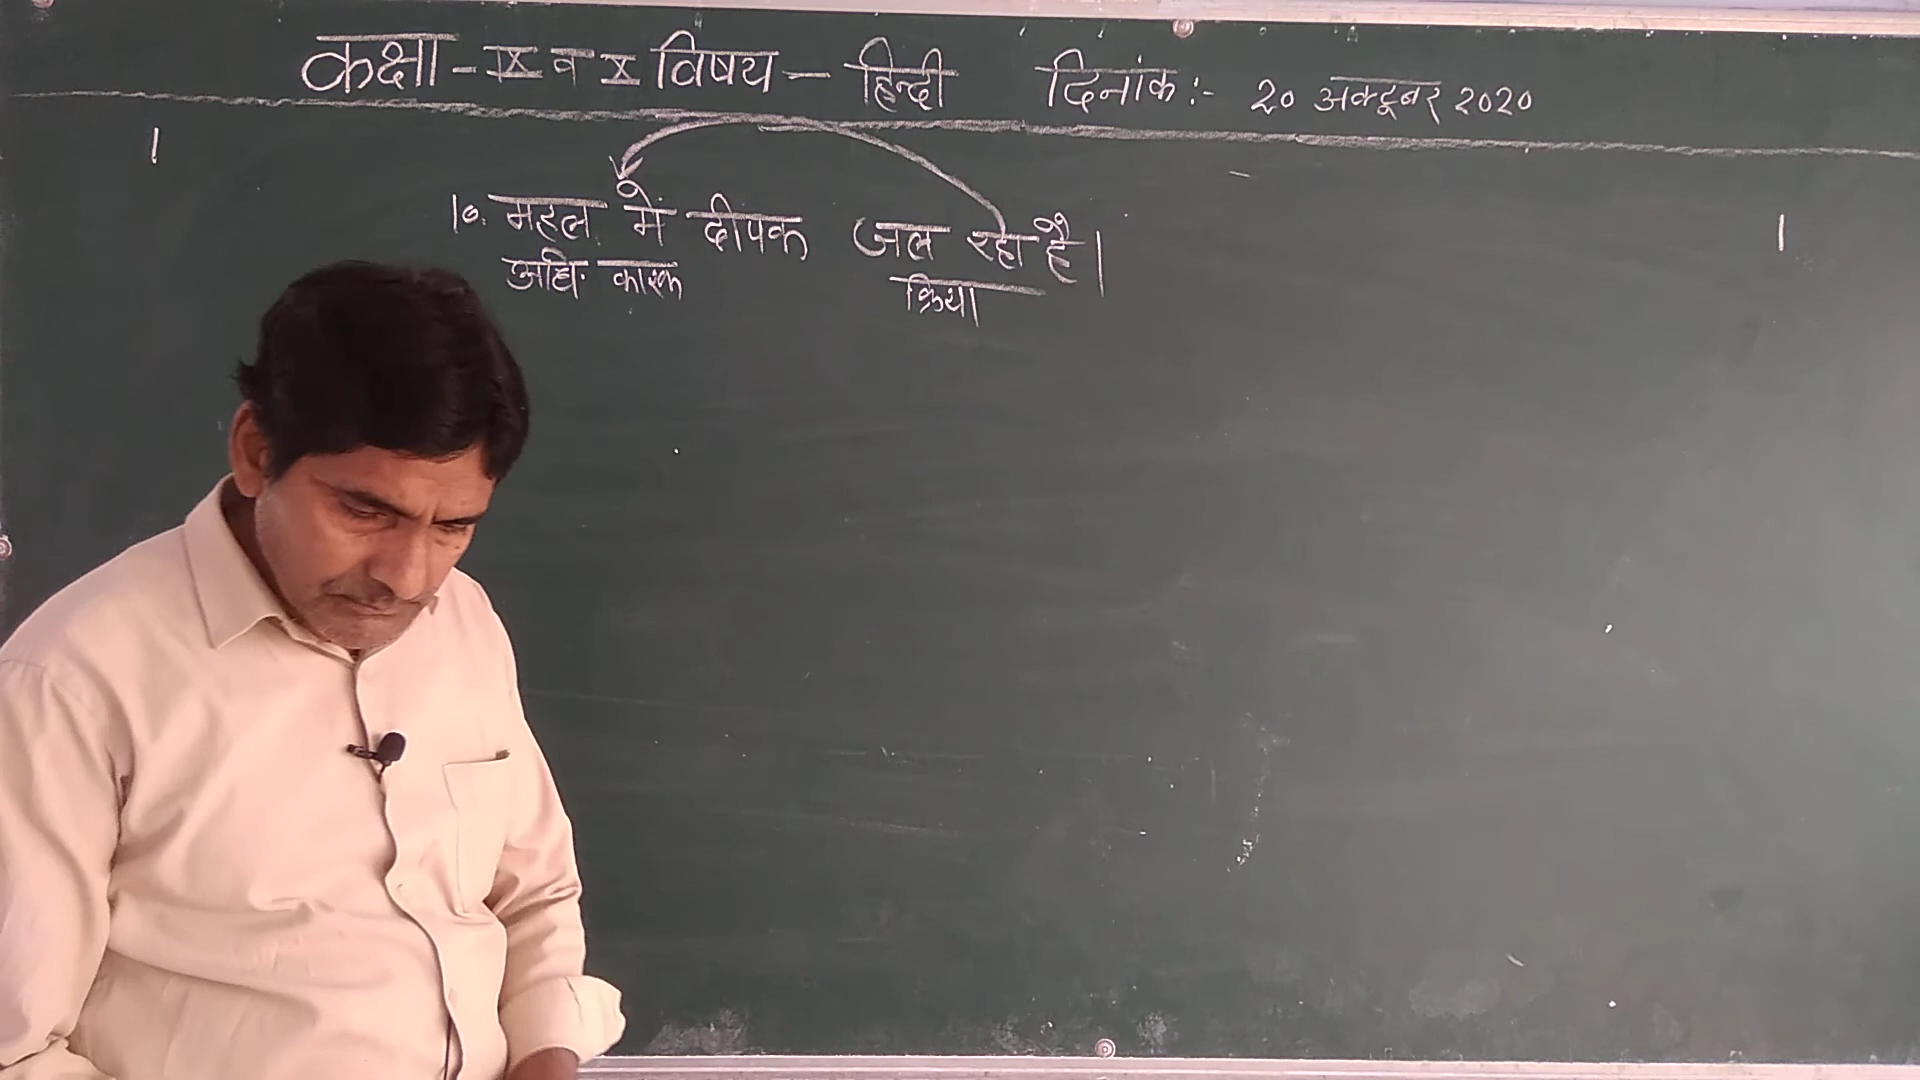 कक्षा - IX व X विषय - हिन्दी दिनांक :- 20 अक्टूबर 2020
10. महल में दीपक जल रहा है।
अधि. कारक क्रिया